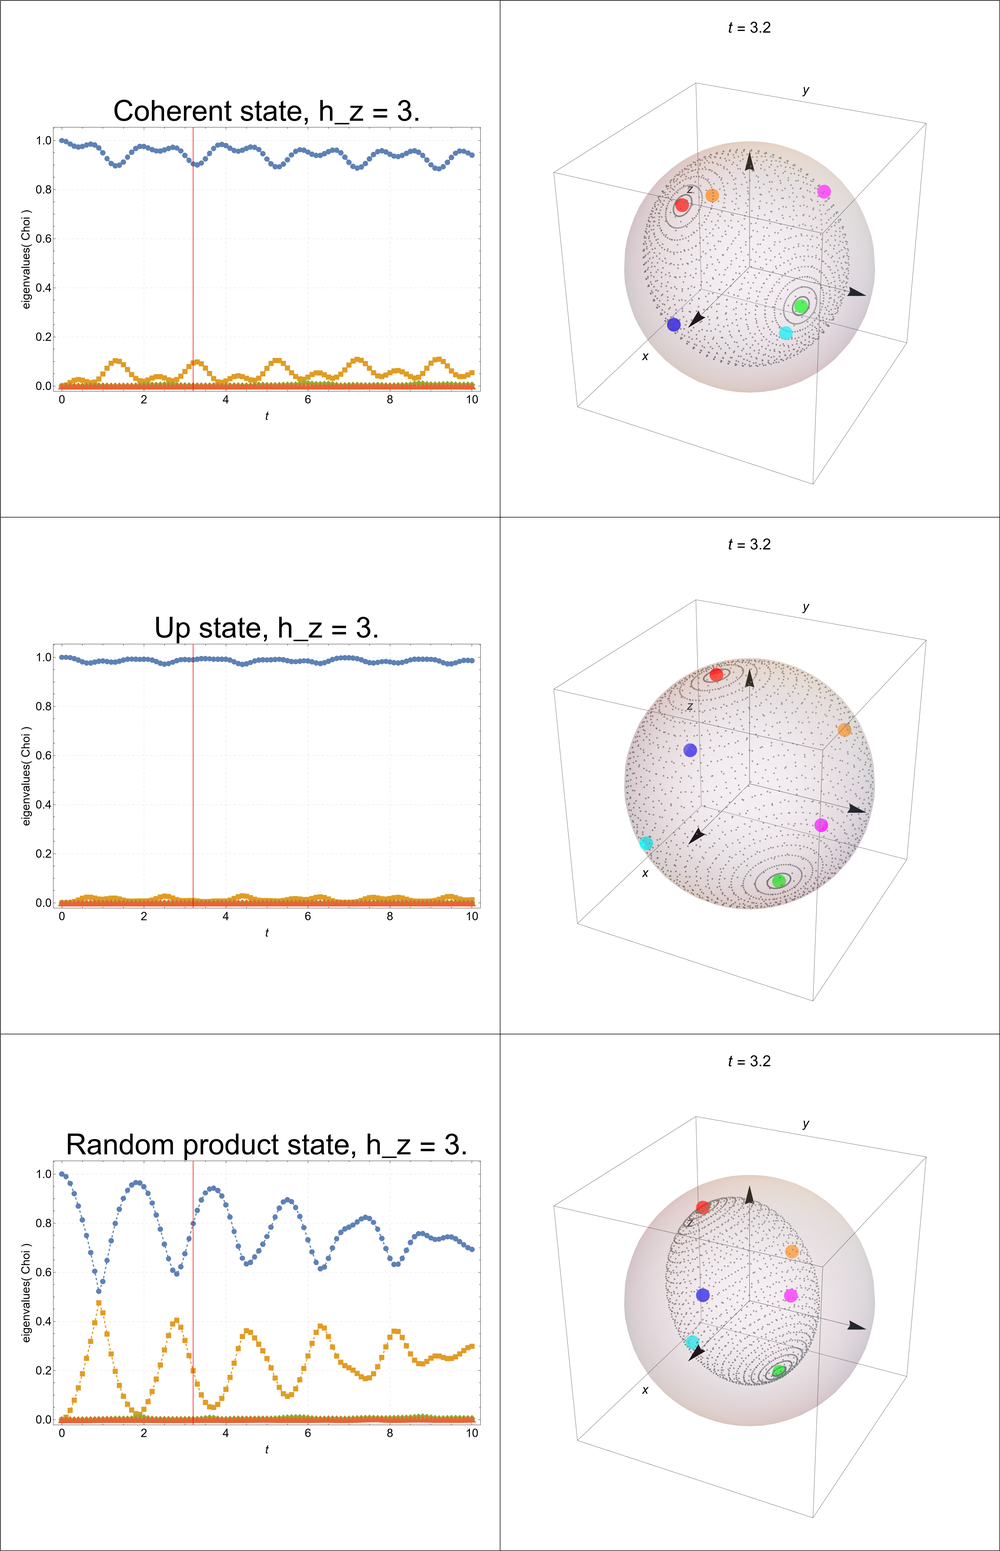 Coherent state, h_z = 3.
eigenvalues( Choi )
1.0
0.8
0.6
0.4
0.2
0.0
0 2 4 6 8 10
t
t = 3.2
y
z
x
Up state, h_z = 3.
eigenvalues( Choi )
1.0
0.8
0.6
0.4
0.2
0.0
0 2 4 6 8 10
t
t = 3.2
y
z
x
Random product state, h_z = 3.
eigenvalues( Choi )
1.0
0.8
0.6
0.4
0.2
0.0
0 2 4 6 8 10
t
t = 3.2
y
z
x